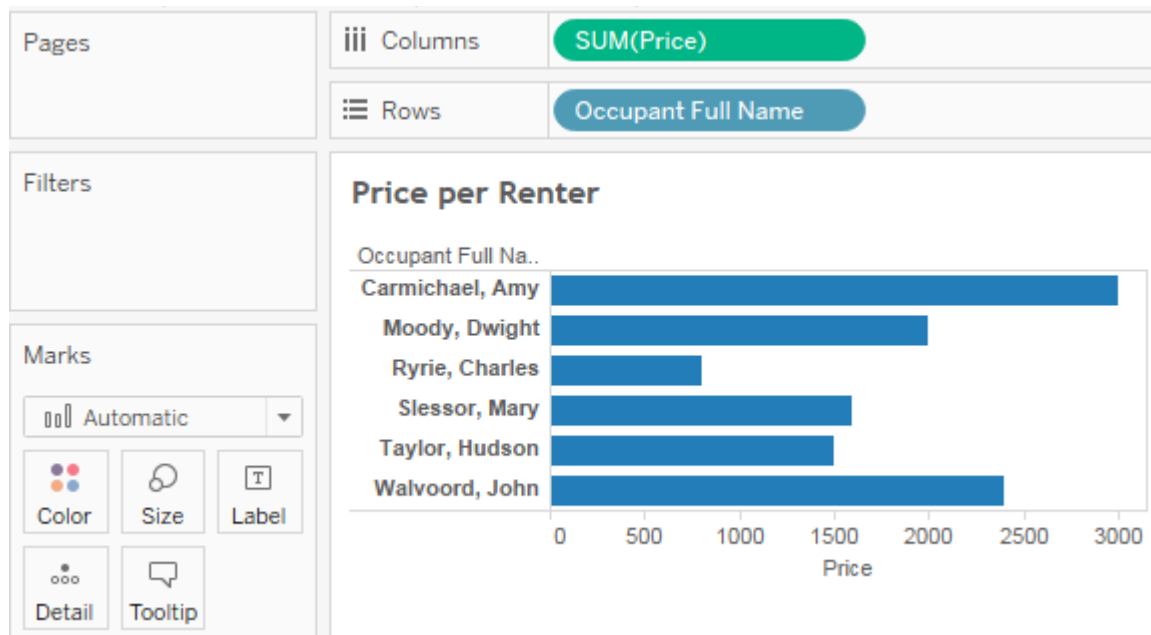 Pages
Columns
SUM(Price)
Rows
Occupant Full Name
Filters
Price per Renter
Occupant Full Na..
Carmichael, Amy
Moody, Dwight
Ryrie, Charles
Slessor, Mary
Taylor, Hudson
Walvoord, John
0 500 1000 1500 2000 2500 3000
Price
Marks
Automatic
Color Size T Label
Detail Tooltip